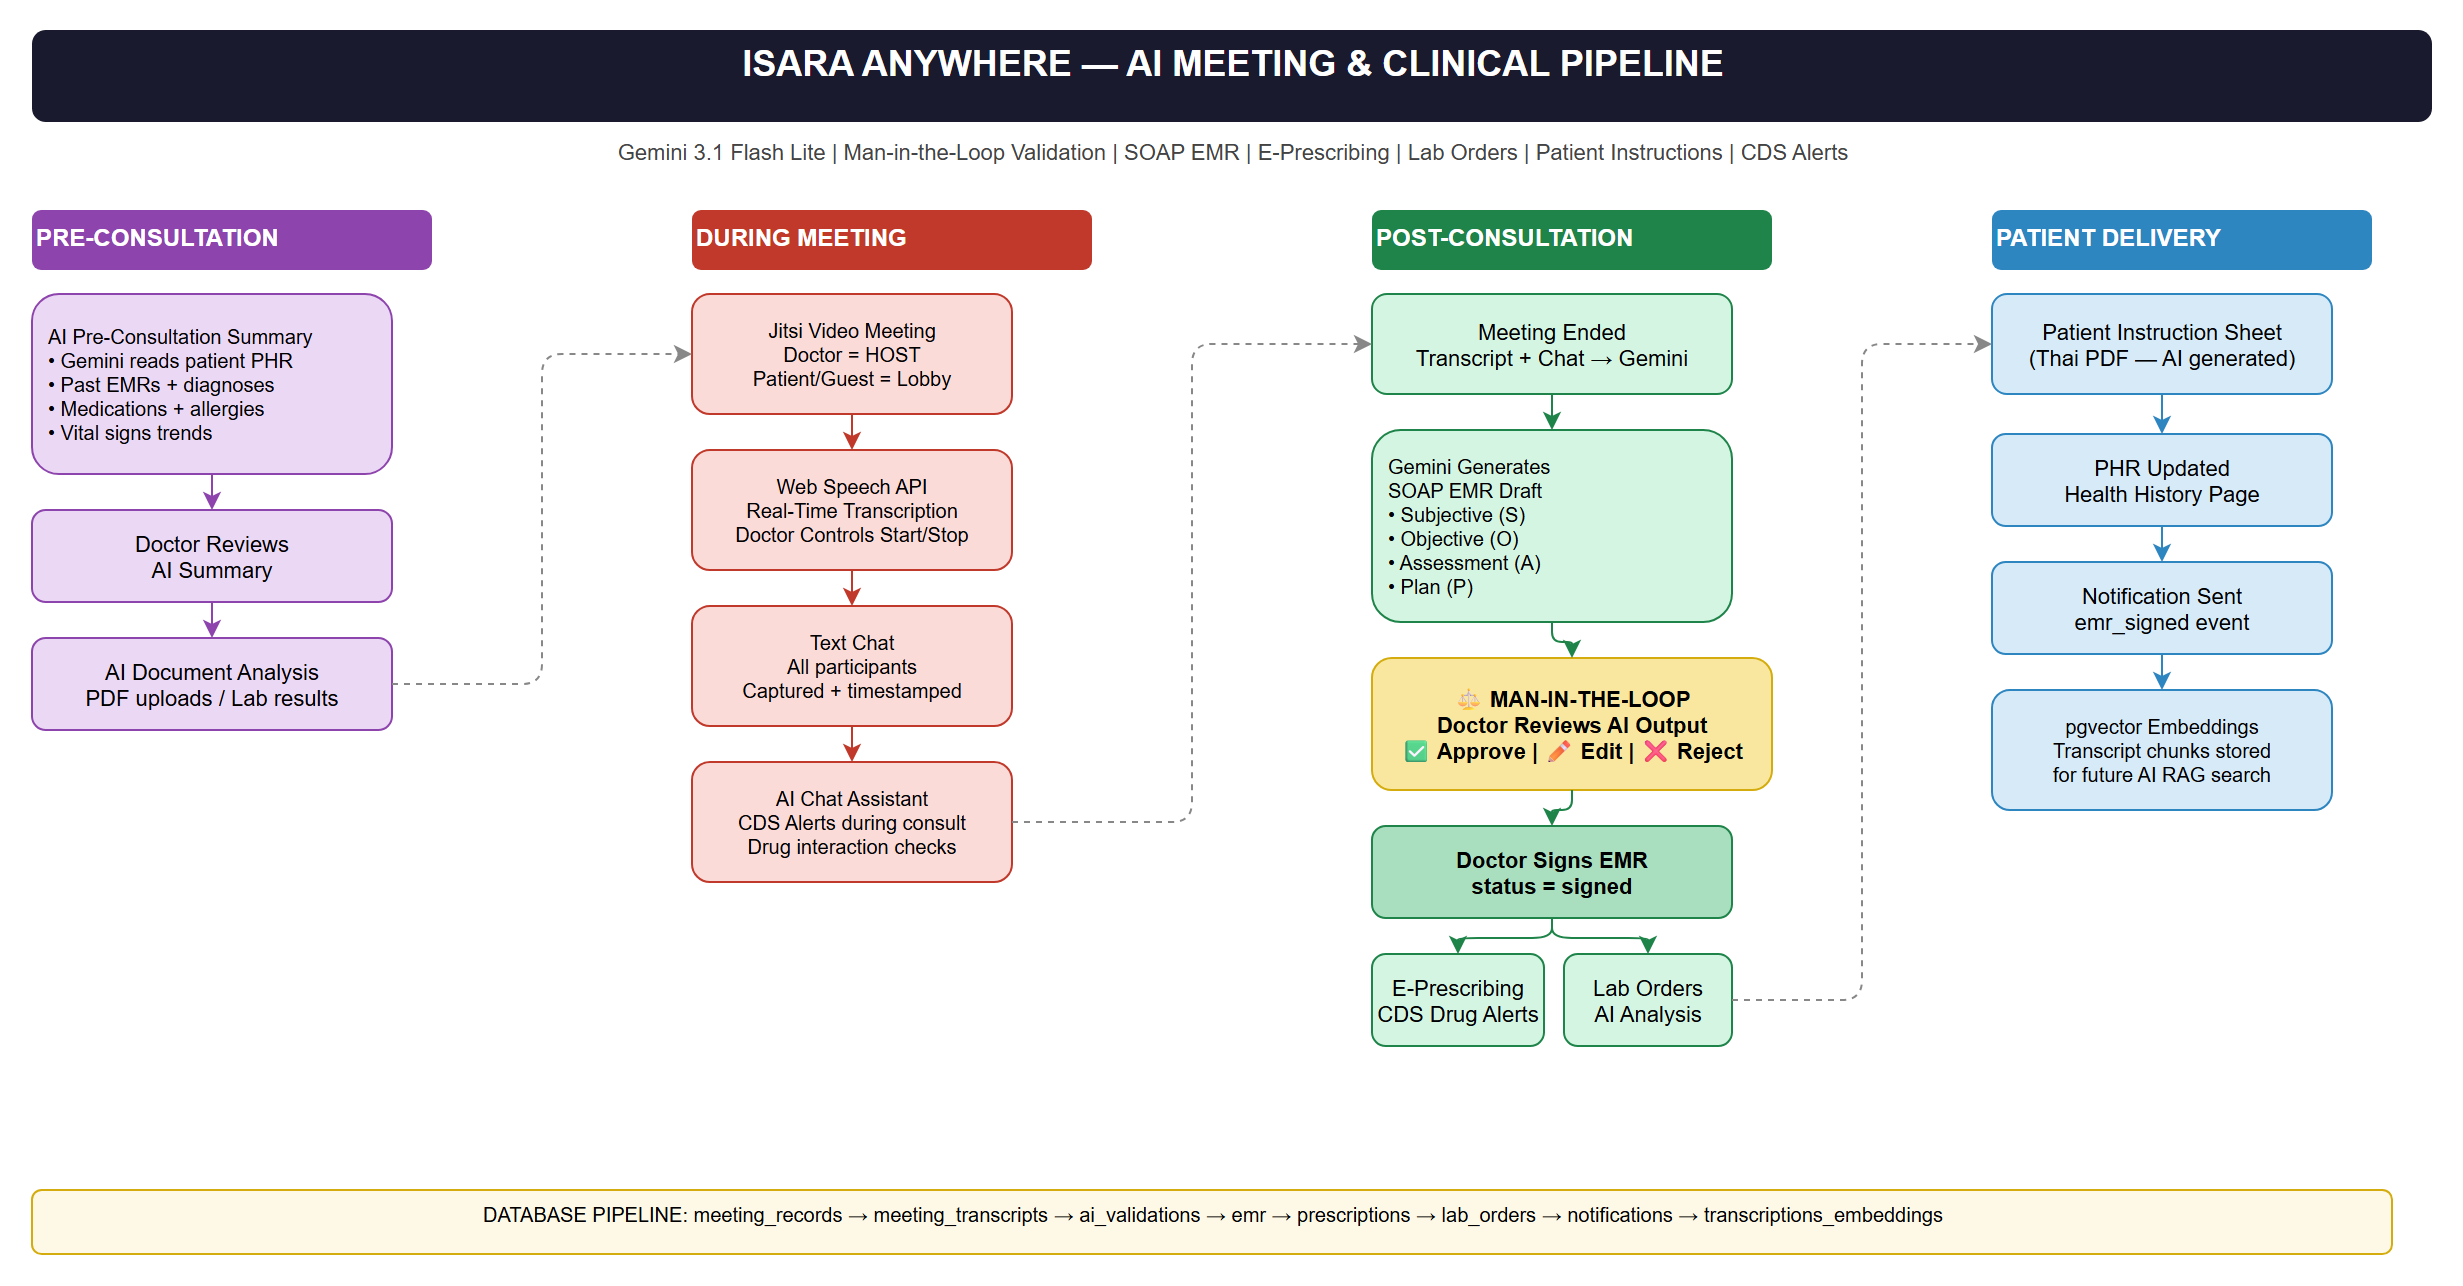 ISARA ANYWHERE — AI MEETING & CLINICAL PIPELINE
Gemini 3.1 Flash Lite | Man-in-the-Loop Validation | SOAP EMR | E-Prescribing | Lab Orders | Patient Instructions | CDS Alerts
PRE-CONSULTATION
AI Pre-Consultation Summary
• Gemini reads patient PHR
• Past EMRs + diagnoses
• Medications + allergies
• Vital signs trends
Doctor Reviews
AI Summary
AI Document Analysis
PDF uploads / Lab results
DURING MEETING
Jitsi Video Meeting
Doctor = HOST
Patient/Guest = Lobby
Web Speech API
Real-Time Transcription
Doctor Controls Start/Stop
Text Chat
All participants
Captured + timestamped
AI Chat Assistant
CDS Alerts during consult
Drug interaction checks
POST-CONSULTATION
Meeting Ended
Transcript + Chat → Gemini
Gemini Generates
SOAP EMR Draft
• Subjective (S)
• Objective (O)
• Assessment (A)
• Plan (P)
⚖️ MAN-IN-THE-LOOP
Doctor Reviews AI Output
✅ Approve | ✏️ Edit | ❌ Reject
Doctor Signs EMR
status = signed
E-Prescribing
CDS Drug Alerts
Lab Orders
AI Analysis
PATIENT DELIVERY
Patient Instruction Sheet
(Thai PDF — AI generated)
PHR Updated
Health History Page
Notification Sent
emr_signed event
pgvector Embeddings
Transcript chunks stored
for future AI RAG search
DATABASE PIPELINE: meeting_records → meeting_transcripts → ai_validations → emr → prescriptions → lab_orders → notifications → transcriptions_embeddings